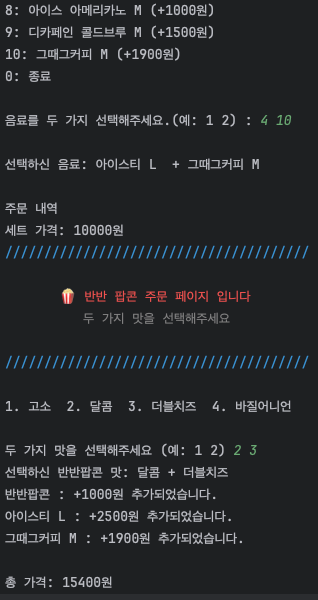 8: 아이스 아메리카노 M (+1000원)
9: 디카페인 콜드브루 M (+1500원)
10: 그때그커피 M (+1900원)
0: 종료
음료를 두 가지 선택해주세요.(예: 1 2) : 4 10
선택하신 음료: 아이스티 L  + 그때그커피 M
주문 내역
세트 가격: 10000원
///////////////////////////////////////
🍿 반반 팝콘 주문 페이지 입니다
두 가지 맛을 선택해주세요
///////////////////////////////////////
1. 고소  2. 달콤  3. 더블치즈  4. 바질어니언
두 가지 맛을 선택해주세요 (예: 1 2) 2 3
선택하신 반반팝콘 맛: 달콤 + 더블치즈
반반팝콘 : +1000원 추가되었습니다.
아이스티 L : +2500원 추가되었습니다.
그때그커피 M : +1900원 추가되었습니다.
총 가격: 15400원